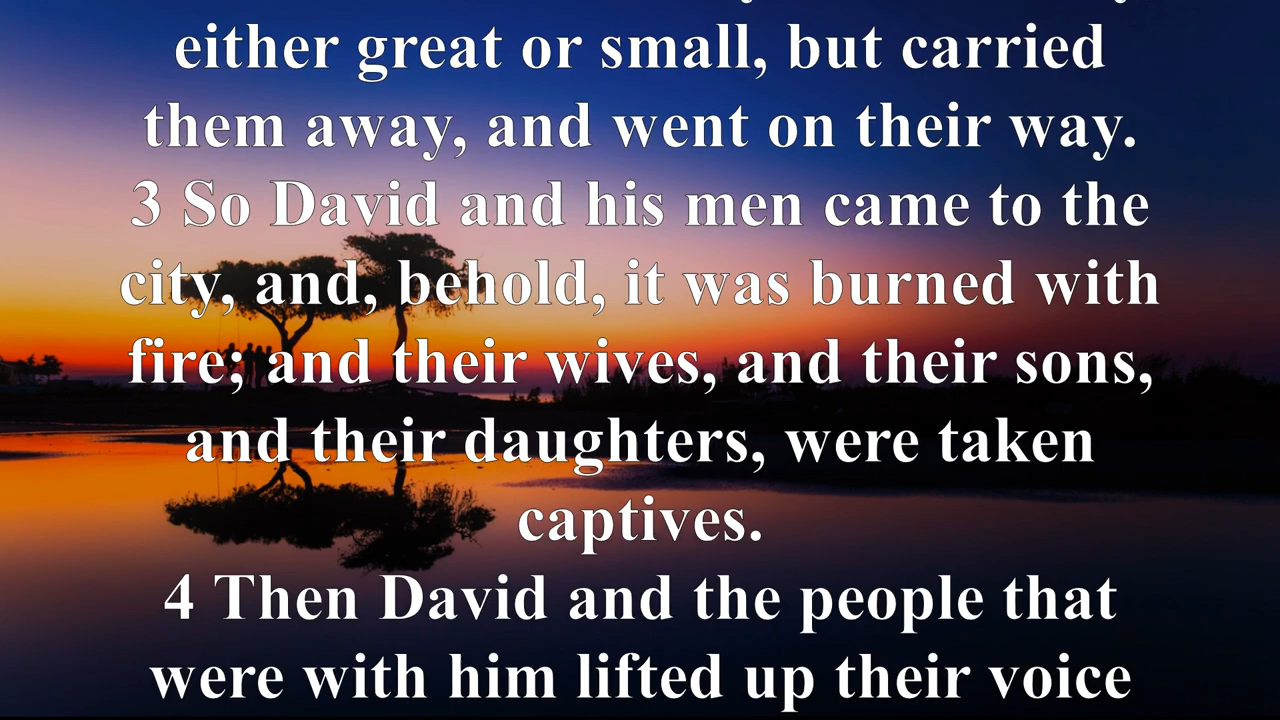 either great or small, but carried
them away, and went on their way.
3 So David and his men came to the
city, and, behold, it was burned with
fire; and their wives, and their sons,
and their daughters, were taken
captives.
4 Then David and the people that
were with him lifted up their voice